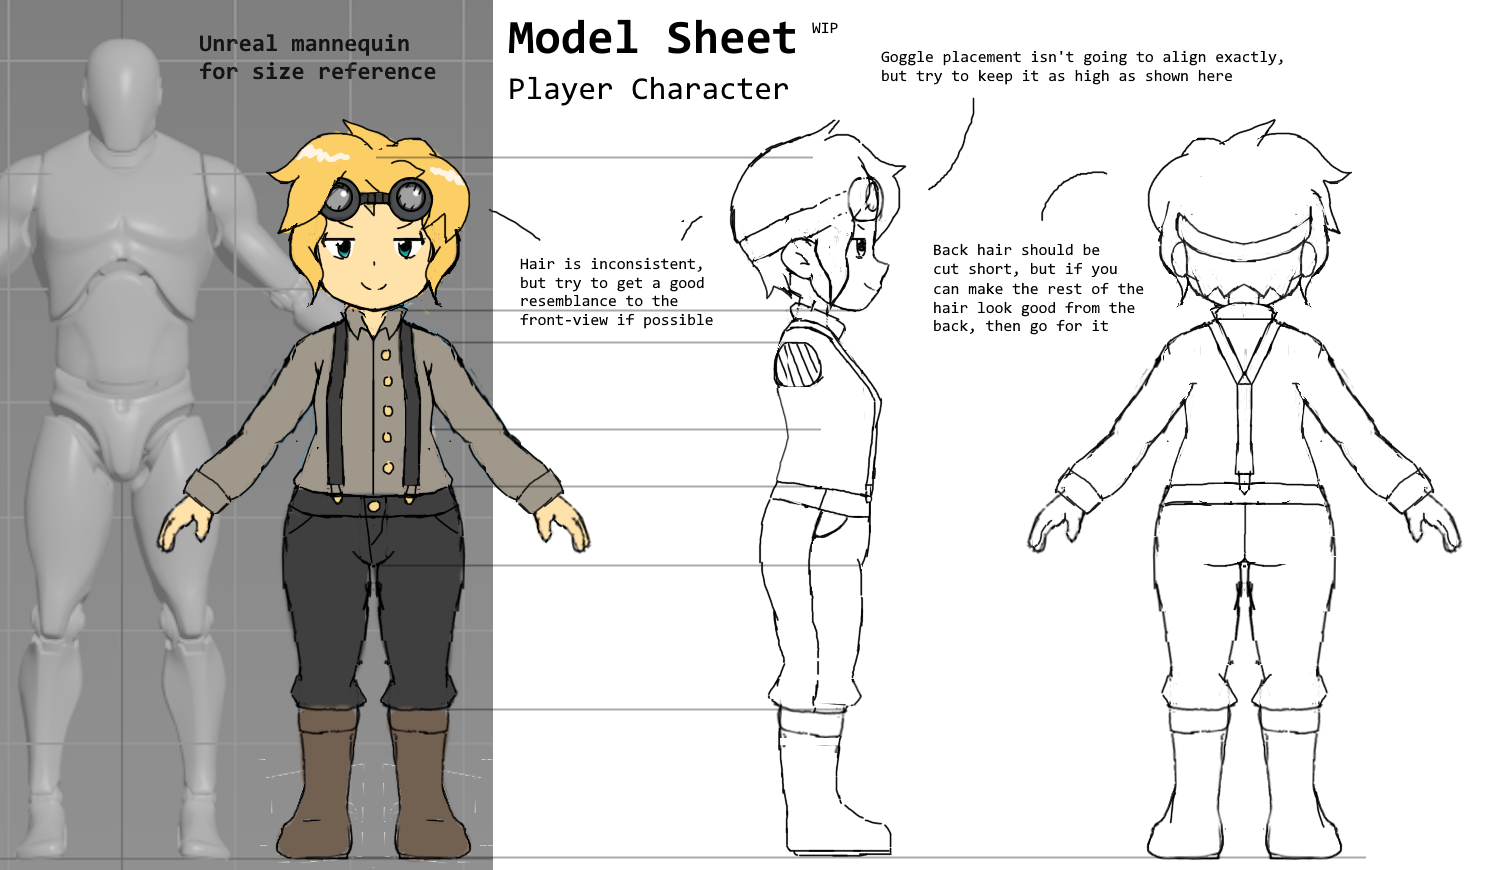 Unreal mannequin
for size reference
Model Sheet WIP
Player Character
Goggle placement isn't going to align exactly,
but try to keep it as high as shown here
Hair is inconsistent,
but try to get a good
resemblance to the
front-view if possible
Back hair should be
cut short, but if you
can make the rest of the
hair look good from the
back, then go for it